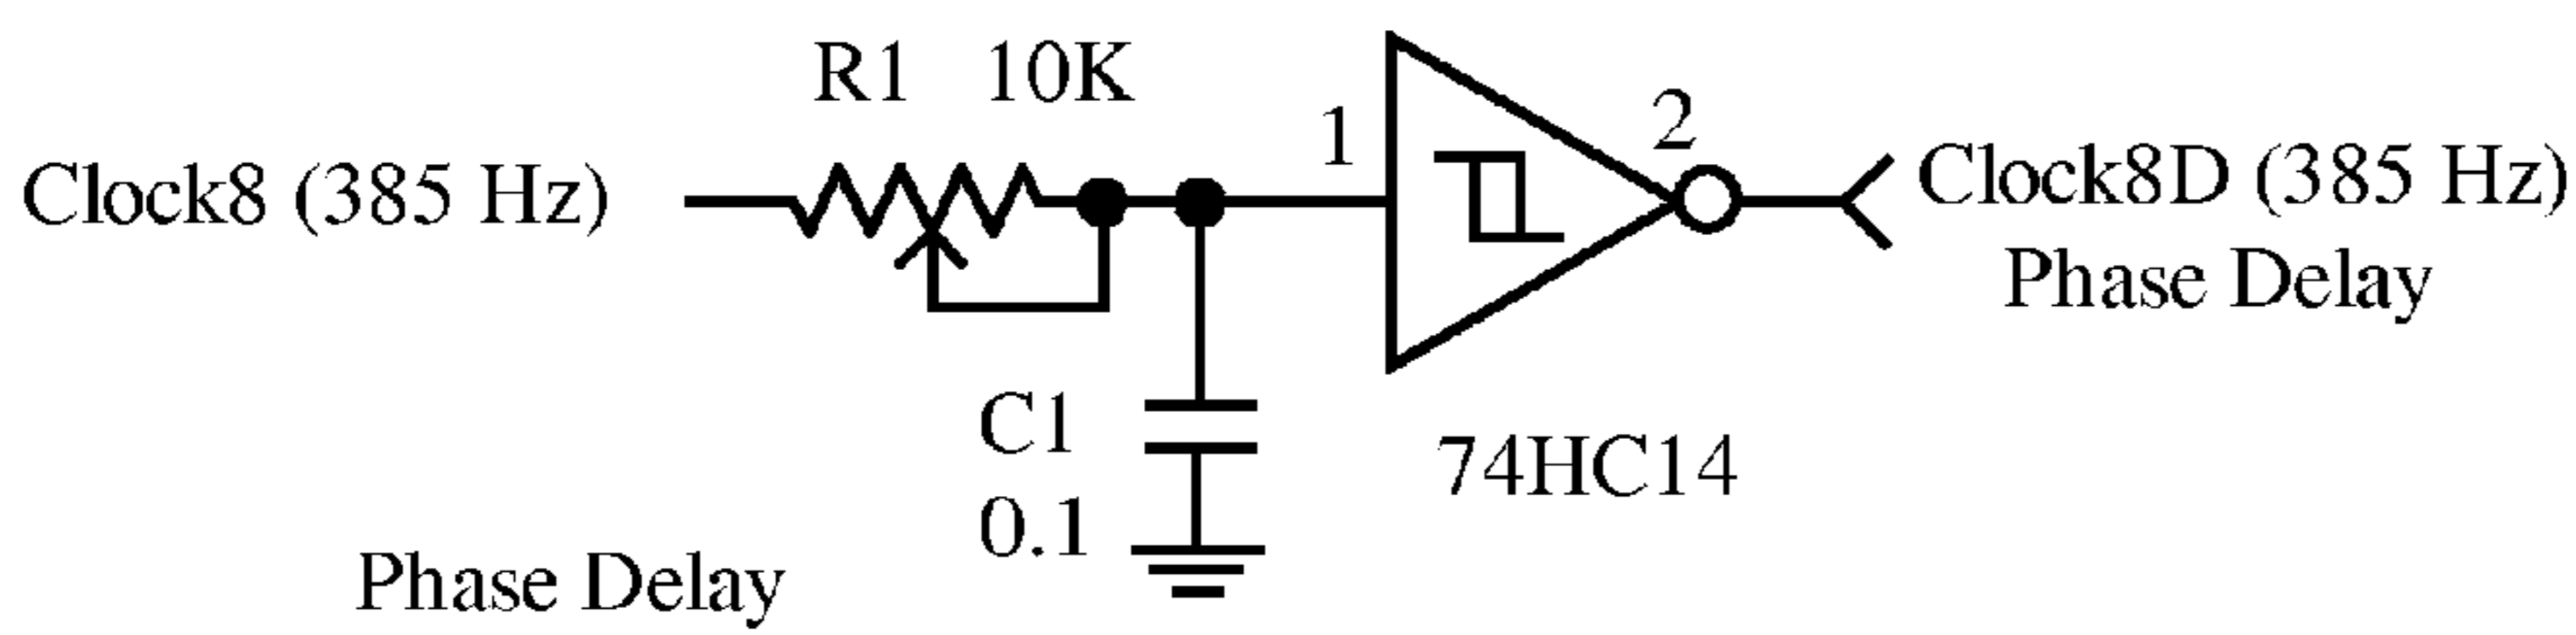 R1 10K
1
2
Clock8 (385 Hz)
Clock8D (385 Hz)
Phase Delay
C1
0.1
74HC14
Phase Delay